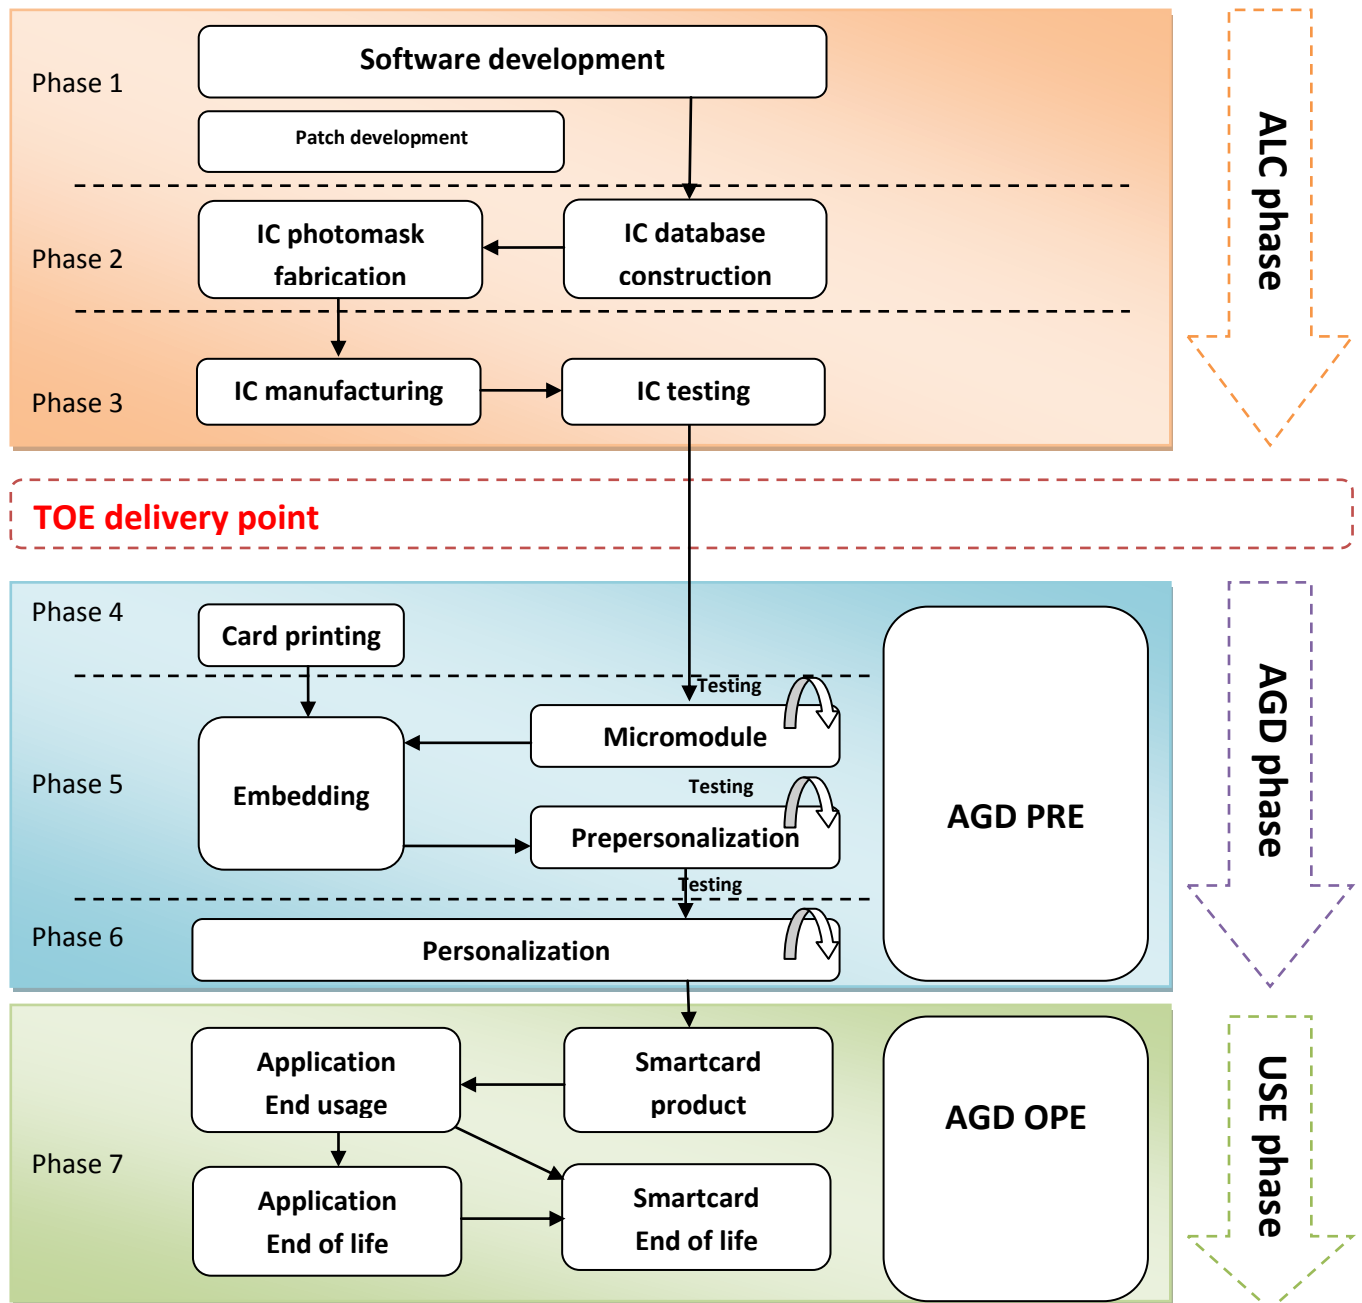 Phase 1
Software development
Patch development
ALC phase
Phase 2
IC photomask
fabrication
IC database
construction
Phase 3
IC manufacturing
IC testing
TOE delivery point
Phase 4
Card printing
AGD PRE
AGD phase
Testing
Micromodule
Phase 5
Embedding
Testing
Prepersonalization
Testing
Phase 6
Personalization
Application
End usage
Smartcard
product
AGD OPE
USE phase
Phase 7
Application
End of life
Smartcard
End of life